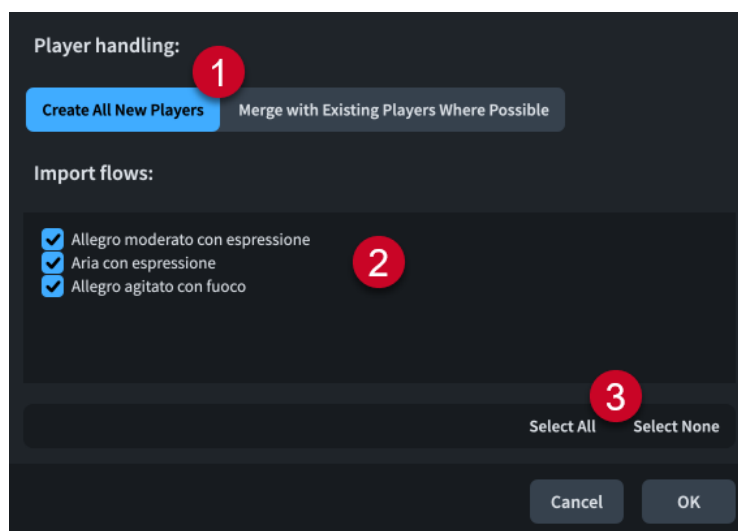 Player handling:
1
Create All New Players Merge with Existing Players Where Possible
Import flows:
Allegro moderato con espressione
Aria con espressione
2
Allegro agitato con fuoco
3
Select All Select None
Cancel OK